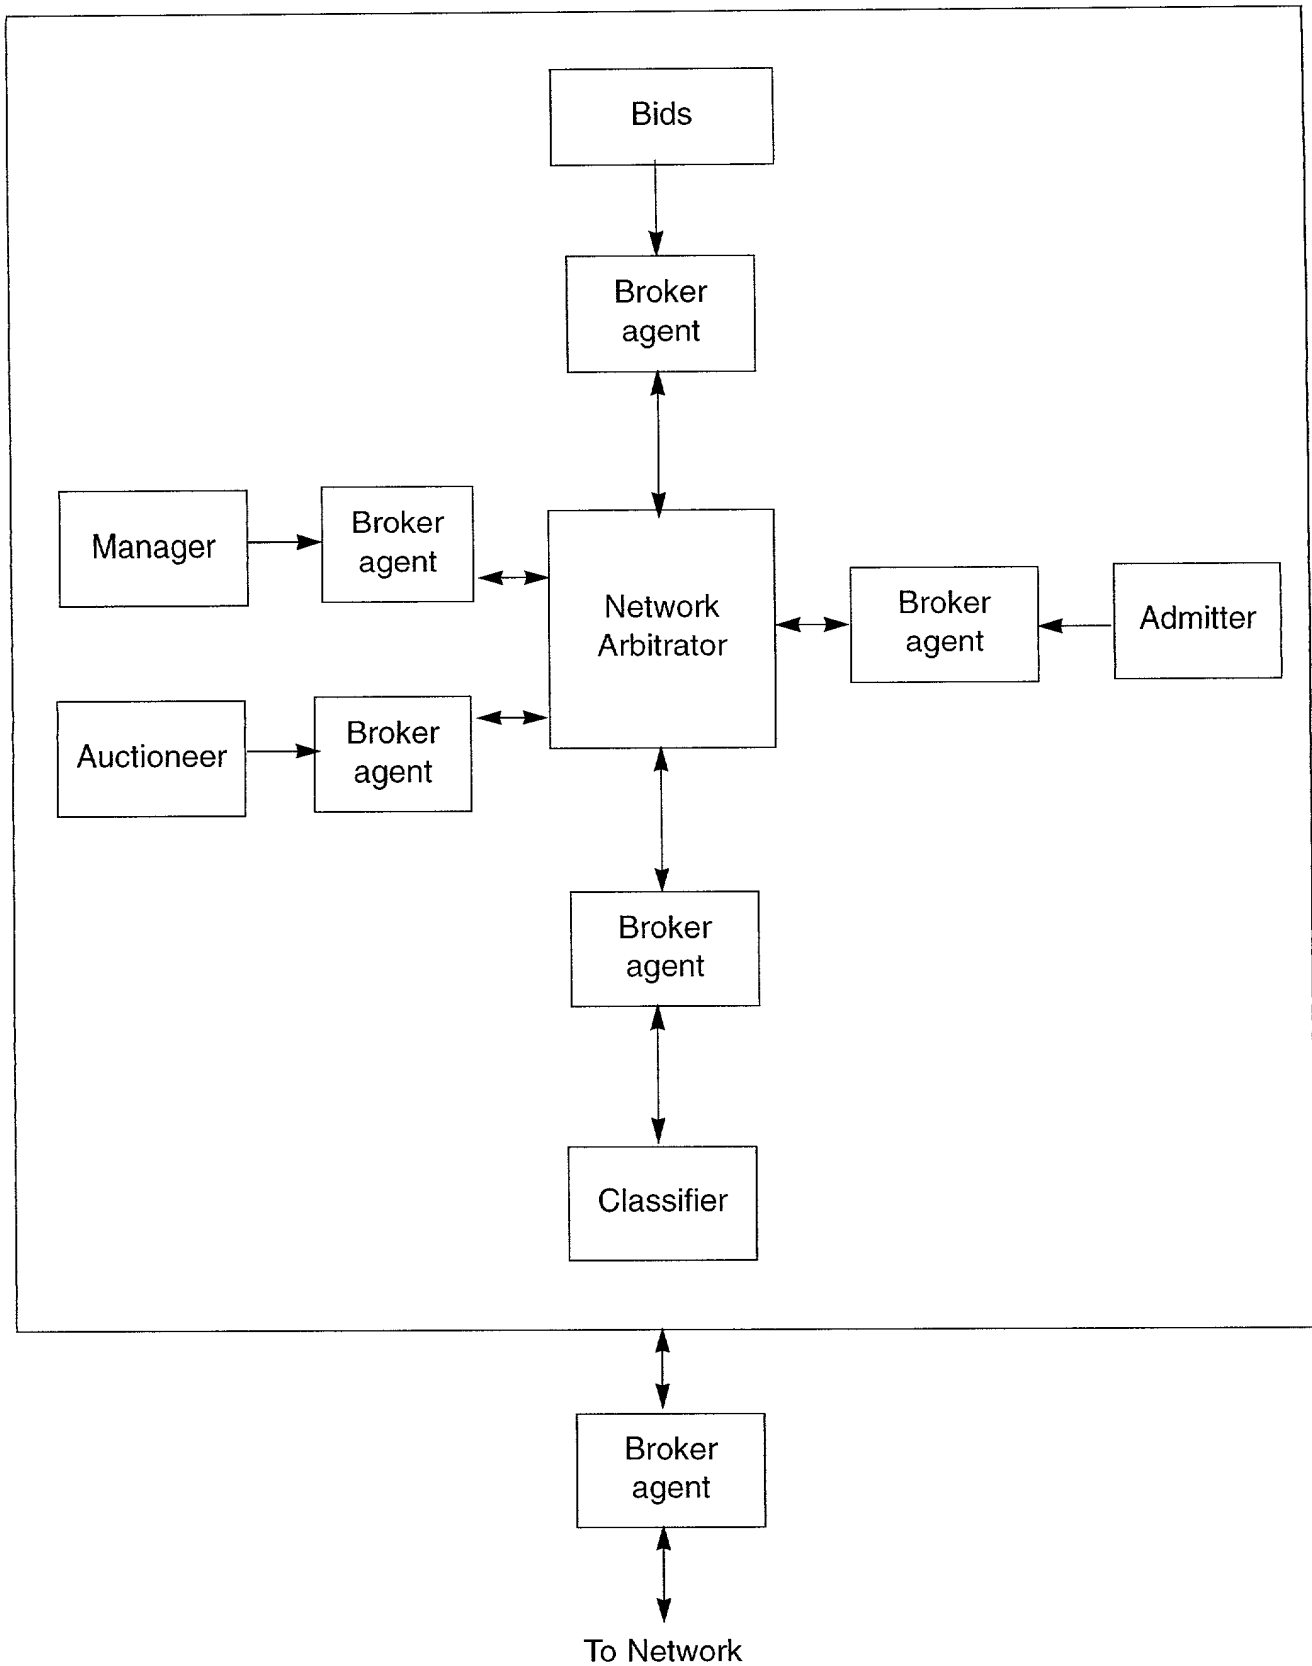 Bids
Broker
agent
Manager
Broker
agent
Network
Arbitrator
Broker
agent
Admitter
Auctioneer
Broker
agent
Broker
agent
Classifier
Broker
agent
To Network